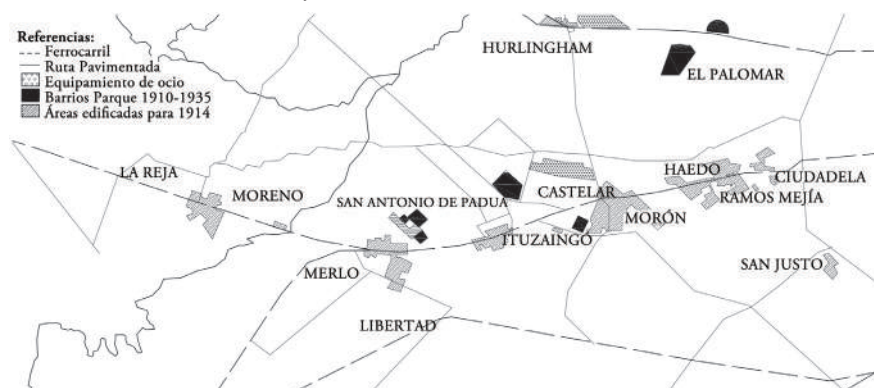 Referencias:
Ferrocarril
Ruta Pavimentada
Equipamiento de ocio
Barrios Parque 1910-1935
Áreas edificadas para 1914
HURLINGHAM
EL PALOMAR
LA REJA
MORENO
SAN ANTONIO DE PADUA
CASTELAR
HAEDO
CIUDADELA
RAMOS MEJÍA
MORÓN
ITUZAINGÓ
MERLO
SAN JUSTO
LIBERTAD